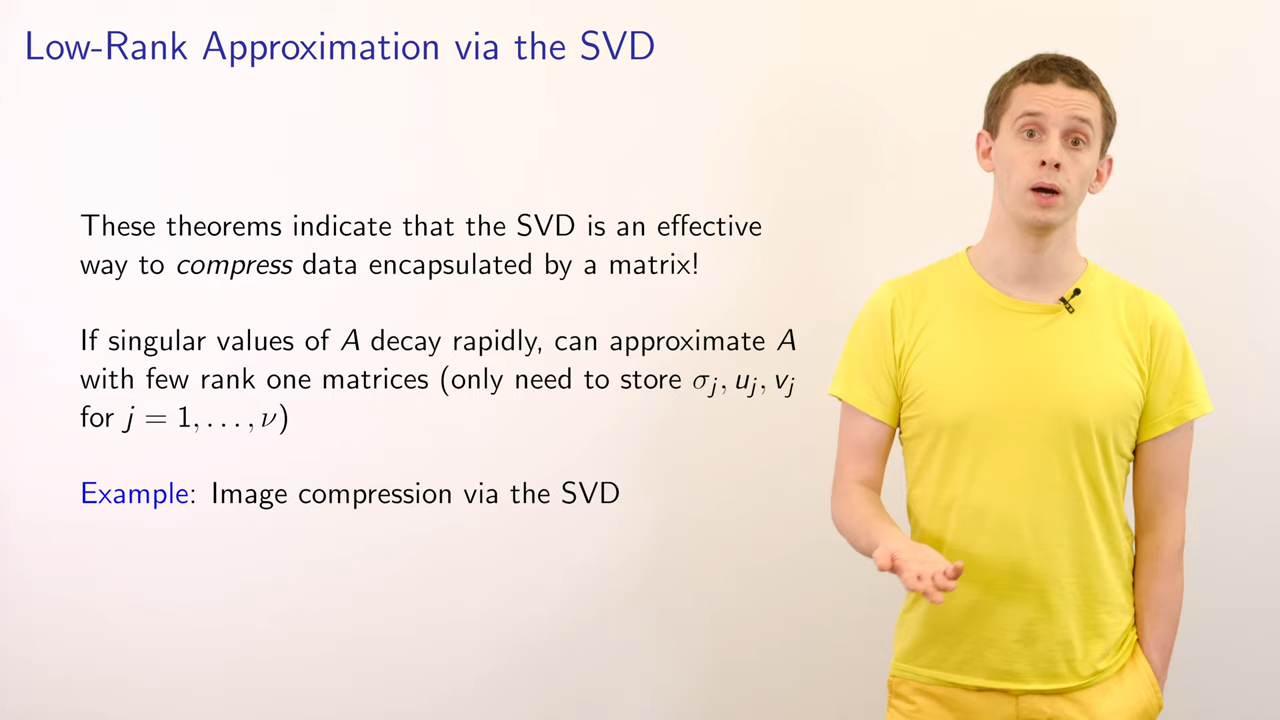 Low-Rank Approximation via the SVD
These theorems indicate that the SVD is an effective
way to compress data encapsulated by a matrix!
If singular values of A decay rapidly, can approximate A
with few rank one matrices (only need to store σⱼ, uⱼ, vⱼ
for j = 1, . . . , ν)
Example: Image compression via the SVD